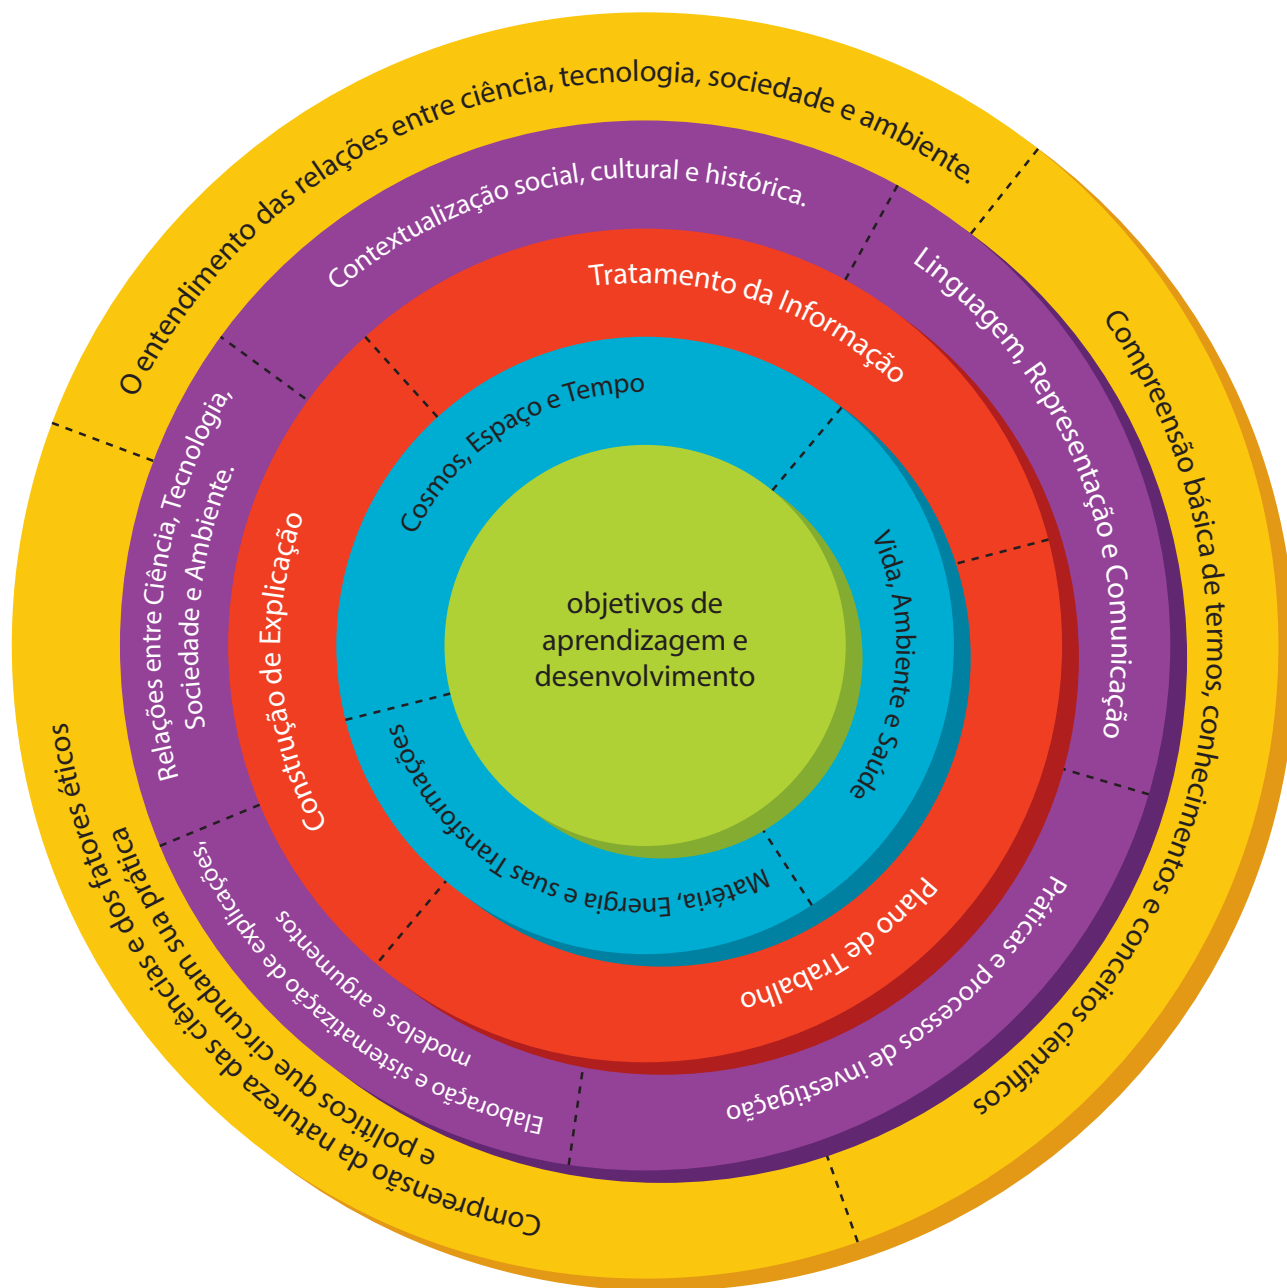 O entendimento das relações entre ciência, tecnologia, sociedade e ambiente.
Compreensão básica de termos, conhecimentos e conceitos científicos
Compreensão da natureza das ciências e dos fatores éticos
e políticos que circundam sua prática
Contextualização social, cultural e histórica.
Linguagem, Representação e Comunicação
Práticas e processos de investigação
Elaboração e sistematização de explicações,
modelos e argumentos
Relações entre Ciência, Tecnologia,
Sociedade e Ambiente.
Tratamento da Informação
Plano de Trabalho
Construção de Explicação
Cosmos, Espaço e Tempo
Vida, Ambiente e Saúde
Matéria, Energia e suas Transformações
objetivos de
aprendizagem e
desenvolvimento